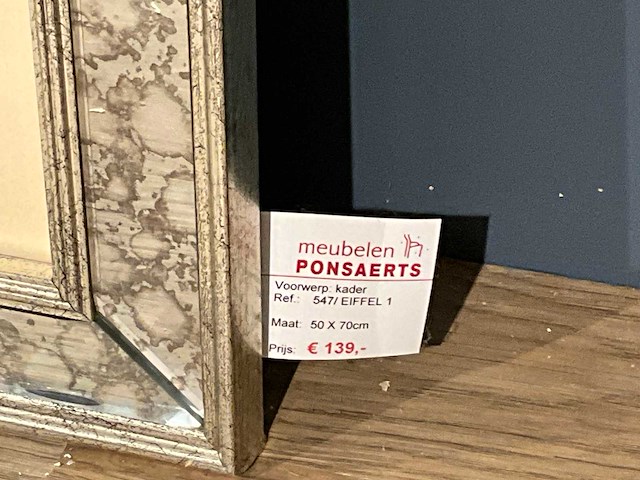 meubelen
PONSAERTS
Voorwerp: kader
Ref.: 547/ EIFFEL 1
Maat: 50 X 70cm
Prijs: € 139,-